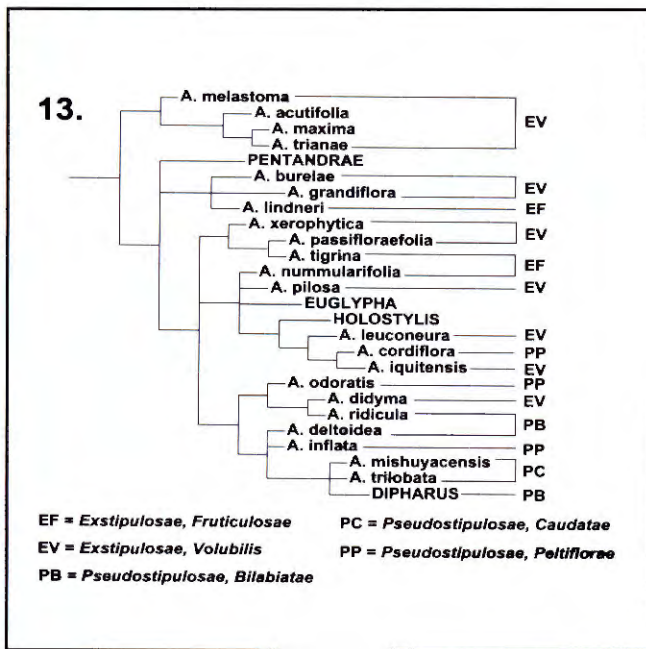 13.
A. melastoma
A. acutifolia
EV
A. maxima
A. trianae
PENTANDRAE
A. burelae
EV
A. grandiflora
A. lindneri EF
A. xerophytica
EV
A. passifloraefolia
A. tigrina
EF
A. nummularifolia
A. pilosa EV
EUGLYPHA
HOLOSTYLIS
A. leuconeura EV
A. cordiflora PP
A. iquitensis EV
A. odoratis PP
A. didyma EV
A. ridicula
PB
A. deltoidea
A. inflata PP
A. mishuyacensis
PC
A. trilobata
DIPHARUS PB
EF = Exstipulosae, Fruticulosae PC = Pseudostipulosae, Caudatae
EV = Exstipulosae, Volubilis PP = Pseudostipulosae, Peltiflorae
PB = Pseudostipulosae, Bilabiatae